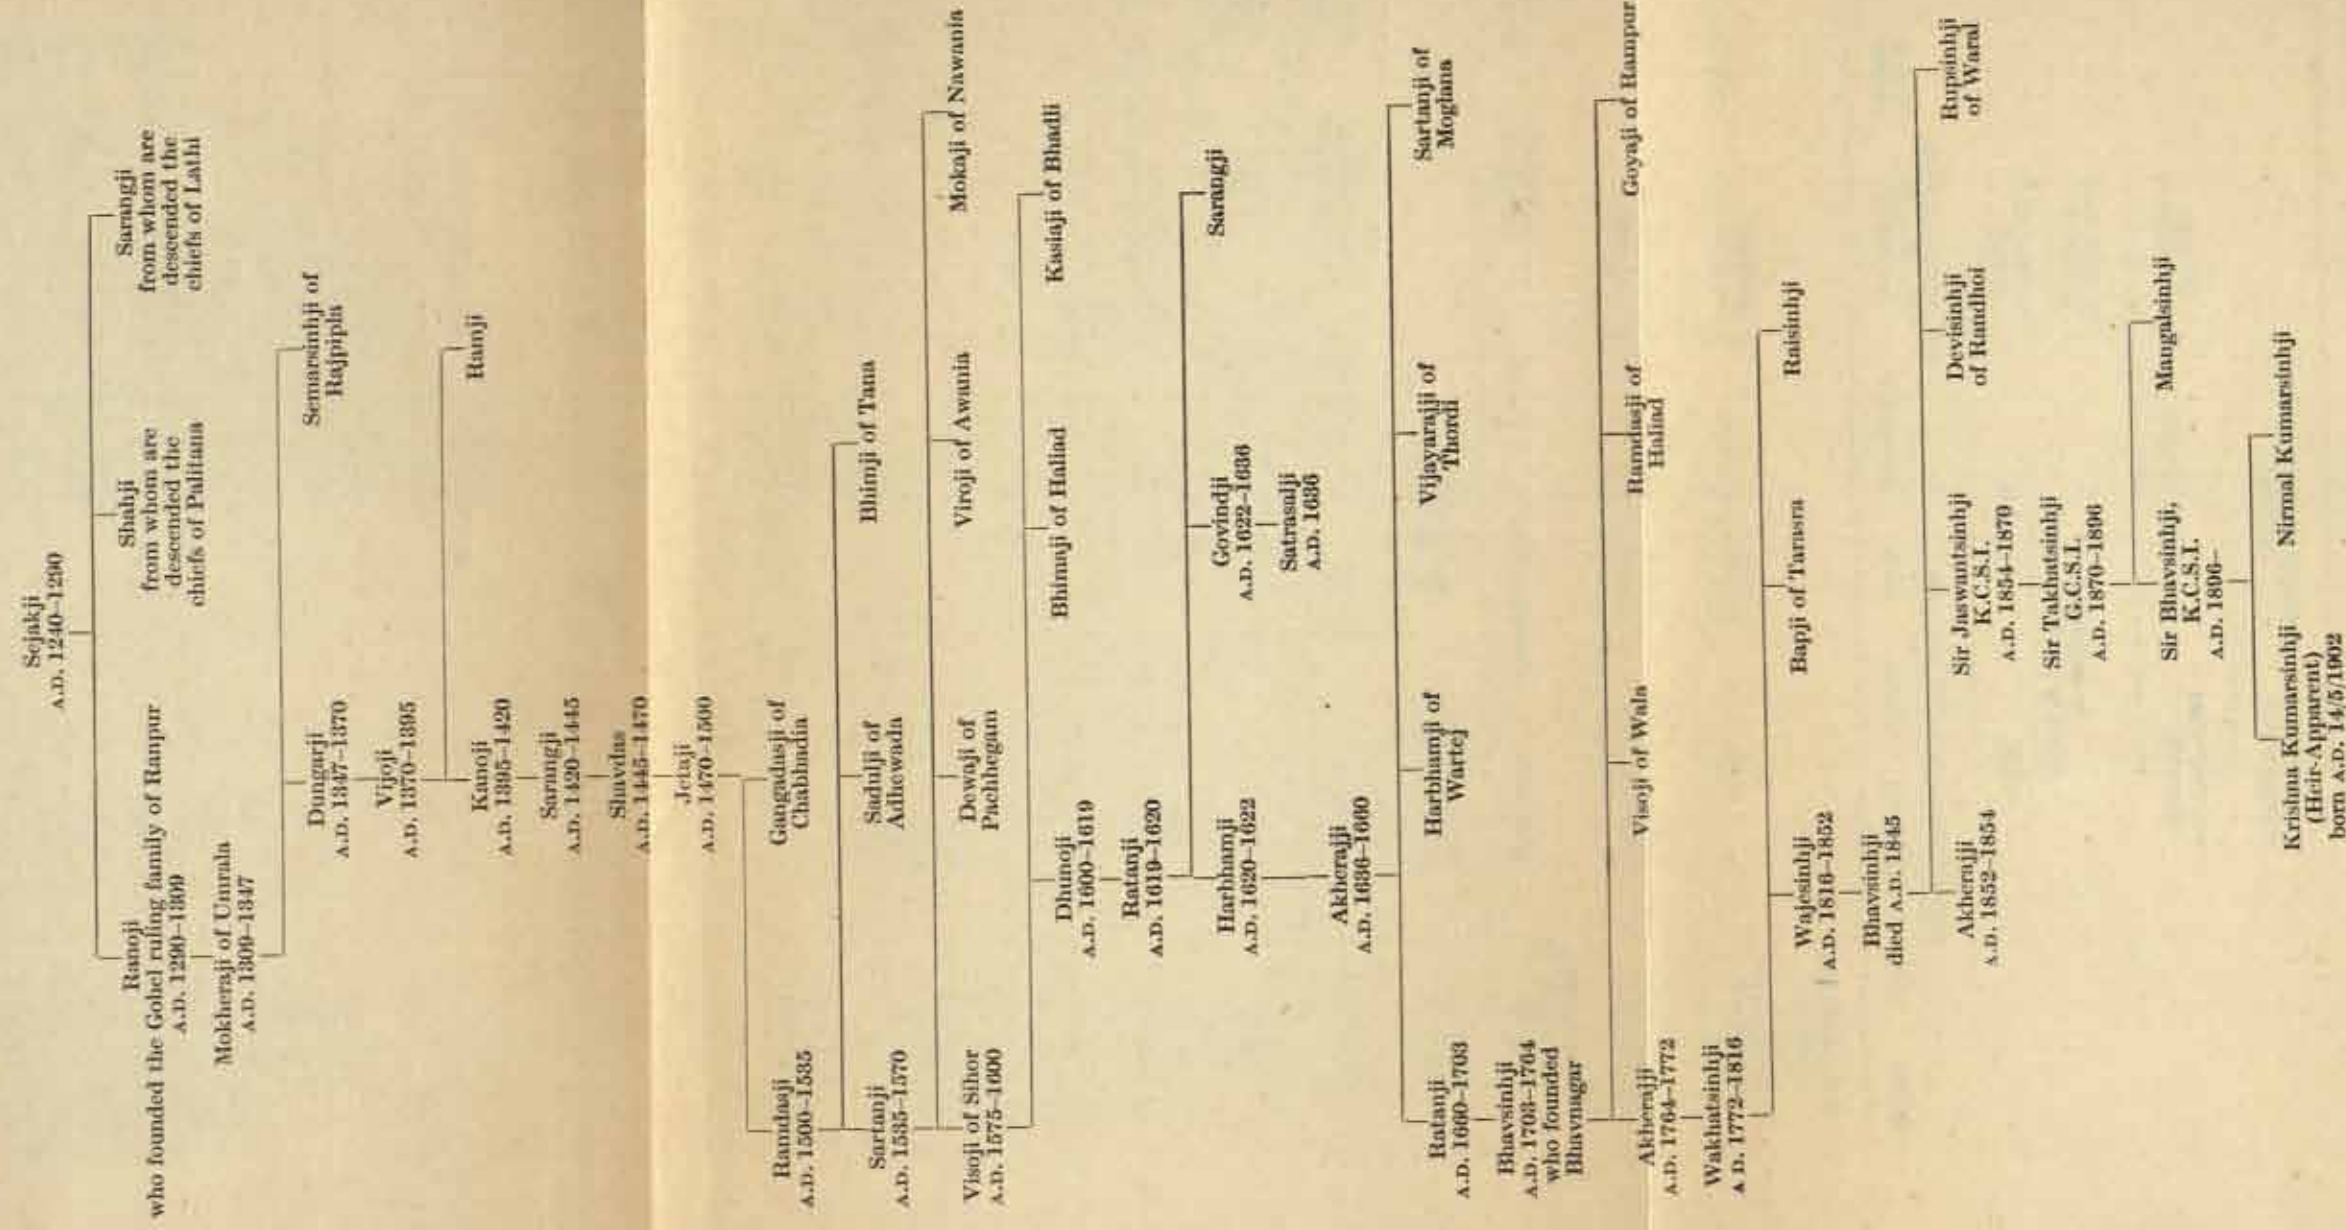 Sejakji
A.D. 1240–1290
Ranoji
who founded the Gohel ruling family of Ranpur
A.D. 1290–1309
Shahji
from whom are
descended the
chiefs of Palitana
Sarangji
from whom are
descended the
chiefs of Lathi
Mokheraji of Umrala
A.D. 1309–1347
Dungarji
A.D. 1347–1370
Semarsinhji of
Rajpipla
Vijoji
A.D. 1370–1395
Kanoji
A.D. 1395–1420
Ramji
Sarangji
A.D. 1420–1445
Shavdas
A.D. 1445–1470
Jetaji
A.D. 1470–1500
Ramdasji
A.D. 1500–1535
Gangadasji of
Chabhadia
Sartanji
A.D. 1535–1570
Sadulji of
Adhewada
Bhimji of Tana
Visoji of Sihor
A.D. 1575–1600
Dewaji of
Pachhegam
Viroji of Awania
Mokaji of Nawania
Dhunoji
A.D. 1600–1619
Bhimaji of Haliad
Kasiaji of Bhadli
Ratanji
A.D. 1619–1620
Harbhamji
A.D. 1620–1622
Govindji
A.D. 1622–1636
Sarangji
Satrasalji
A.D. 1636
Akherajji
A.D. 1636–1660
Ratanji
A.D. 1660–1703
Harbhamji of
Wartej
Vijayarajji of
Thordi
Sartanji of
Moglana
Bhavsinhji
A.D. 1703–1764
who founded
Bhavnagar
Akherajji
A.D. 1764–1772
Visoji of Wala
Ramdasji of
Haliad
Goyaji of Rampur
Wakhatsinhji
A.D. 1772–1816
Wajesinhji
A.D. 1816–1852
Bapji of Tarasra
Raisinhji
Bhavsinhji
died A.D. 1845
Akherajji
A.D. 1852–1854
Sir Jaswantsinhji
K.C.S.I.
A.D. 1854–1870
Devisinhji
of Randhol
Rupsinhji
of Waral
Sir Takhatsinhji
G.C.S.I.
A.D. 1870–1896
Sir Bhavsinhji,
K.C.S.I.
A.D. 1896–
Mangalsinhji
Krishna Kumarsinhji
(Heir-Apparent)
born A.D. 14/5/1902
Nirmal Kumarsinhji